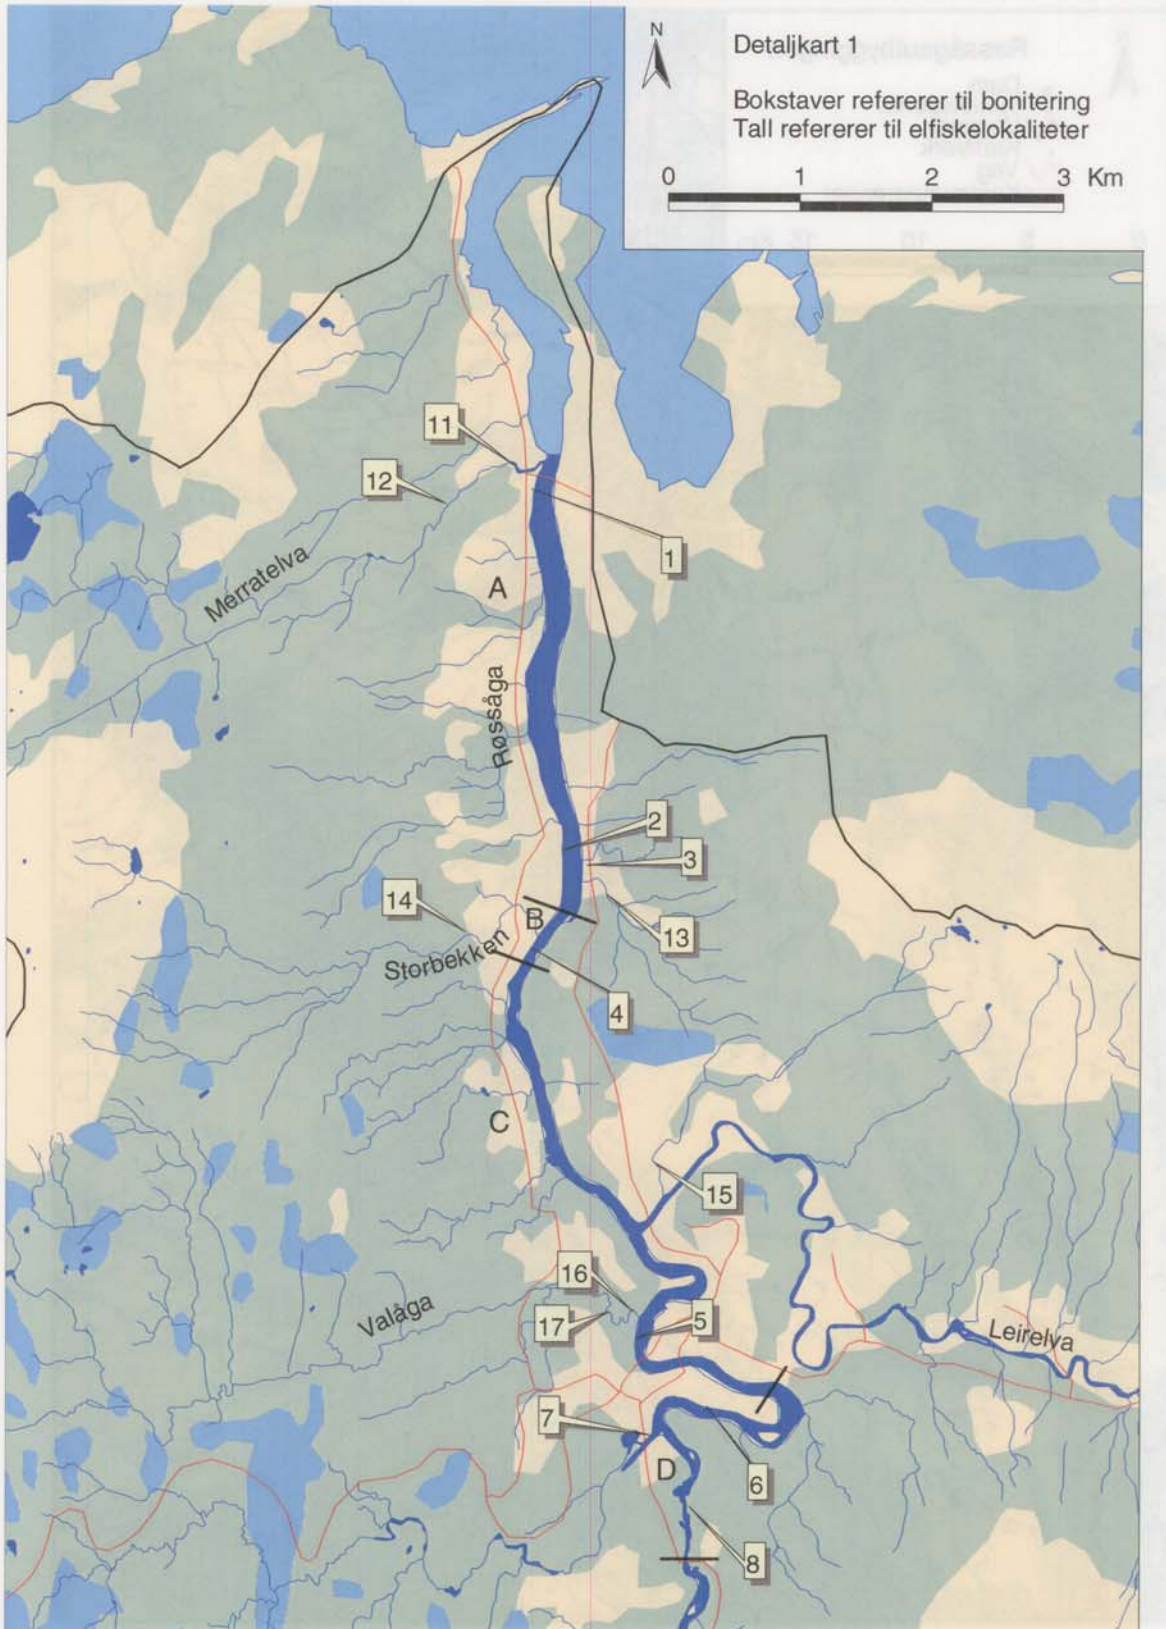 N
Detaljkart 1
Bokstaver refererer til bonitering
Tall refererer til elfiskelokaliteter
0 1 2 3 Km
11
12
1
Merratelva
A
Røssåga
2
3
14
B
13
Storbekken
4
C
15
16
Valåga
17
5
Leirelva
7
D
6
8